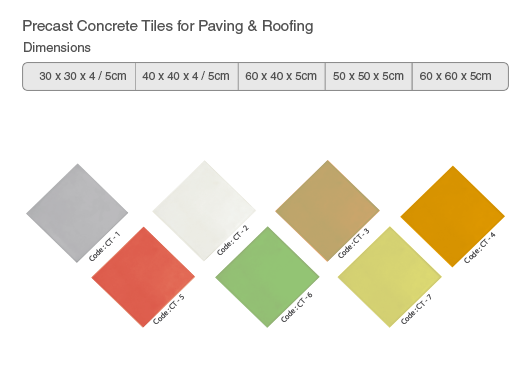 Precast Concrete Tiles for Paving & Roofing
Dimensions
30 x 30 x 4 / 5cm
40 x 40 x 4 / 5cm
60 x 40 x 5cm
50 x 50 x 5cm
60 x 60 x 5cm
Code : CT - 1
Code : CT - 2
Code : CT - 3
Code : CT - 4
Code : CT - 5
Code : CT - 6
Code : CT - 7